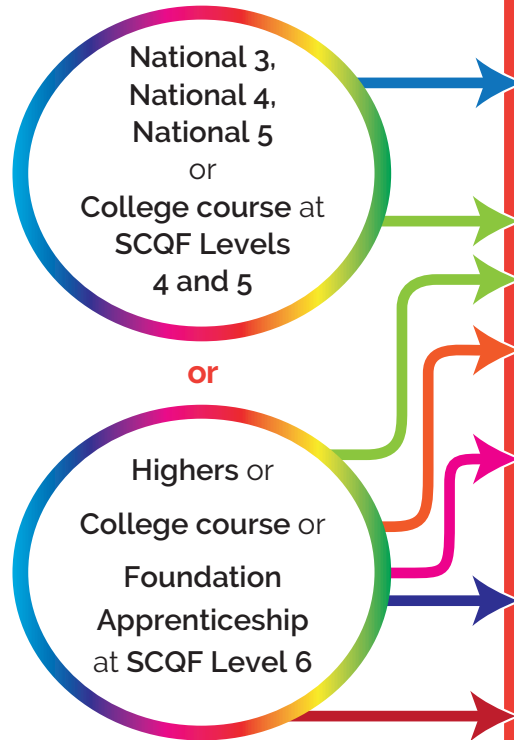 National 3,
National 4,
National 5
or
College course at
SCQF Levels
4 and 5
or
Highers or
College course or
Foundation
Apprenticeship
at SCQF Level 6